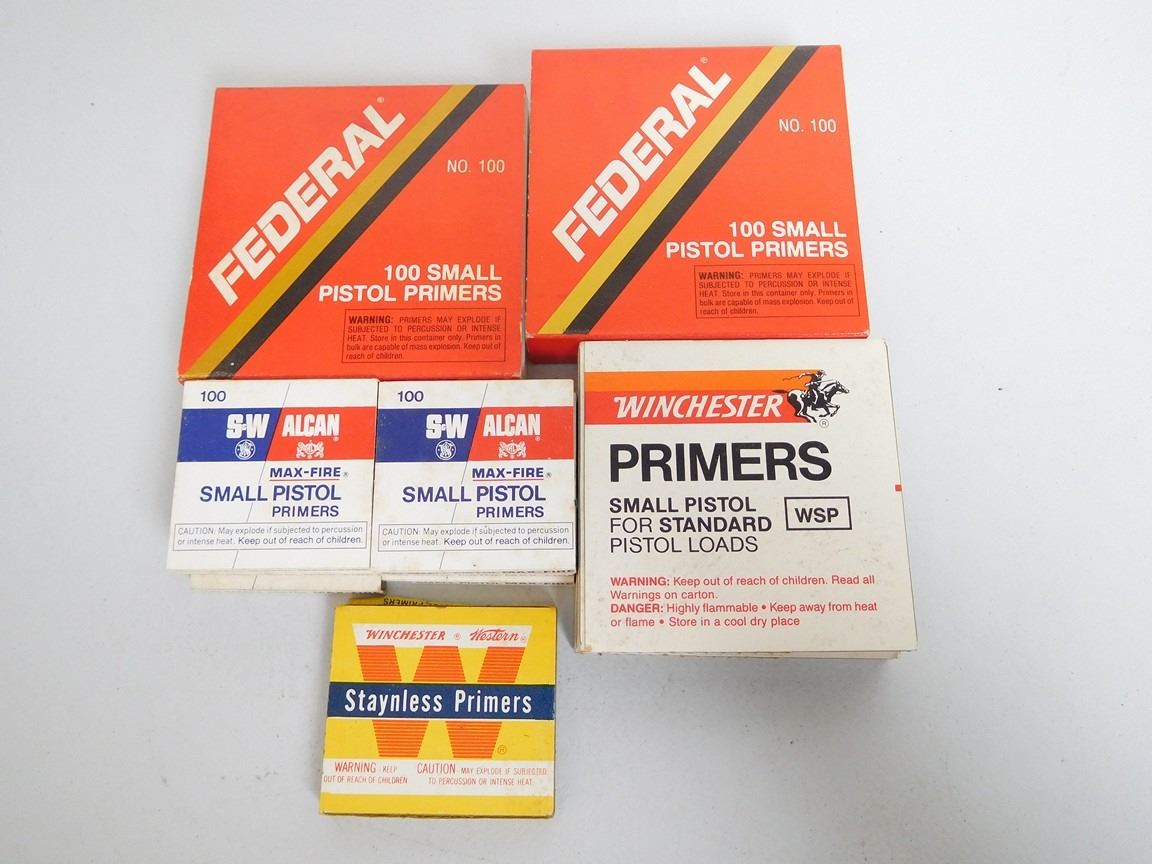 FEDERAL®
NO. 100
100 SMALL
PISTOL PRIMERS
WARNING: PRIMERS MAY EXPLODE IF
SUBJECTED TO PERCUSSION OR INTENSE
HEAT. Store in this container only. Primers in
bulk are capable of mass explosion. Keep out of
reach of children.
FEDERAL®
NO. 100
100 SMALL
PISTOL PRIMERS
WARNING: PRIMERS MAY EXPLODE IF
SUBJECTED TO PERCUSSION OR INTENSE
HEAT. Store in this container only. Primers in
bulk are capable of mass explosion. Keep out of
reach of children.
100
S&W ALCAN®
MAX-FIRE®
SMALL PISTOL
PRIMERS
CAUTION: May explode if subjected to percussion
or intense heat. Keep out of reach of children.
100
S&W ALCAN®
MAX-FIRE®
SMALL PISTOL
PRIMERS
CAUTION: May explode if subjected to percussion
or intense heat. Keep out of reach of children.
WINCHESTER®
PRIMERS
SMALL PISTOL
FOR STANDARD
PISTOL LOADS
WSP
WARNING: Keep out of reach of children. Read all
Warnings on carton.
DANGER: Highly flammable • Keep away from heat
or flame • Store in a cool dry place
PRIMERS
WINCHESTER ® Western®
W
Staynless Primers
®
WARNING - KEEP
OUT OF REACH OF CHILDREN
CAUTION - MAY EXPLODE IF SUBJECTED
TO PERCUSSION OR INTENSE HEAT.